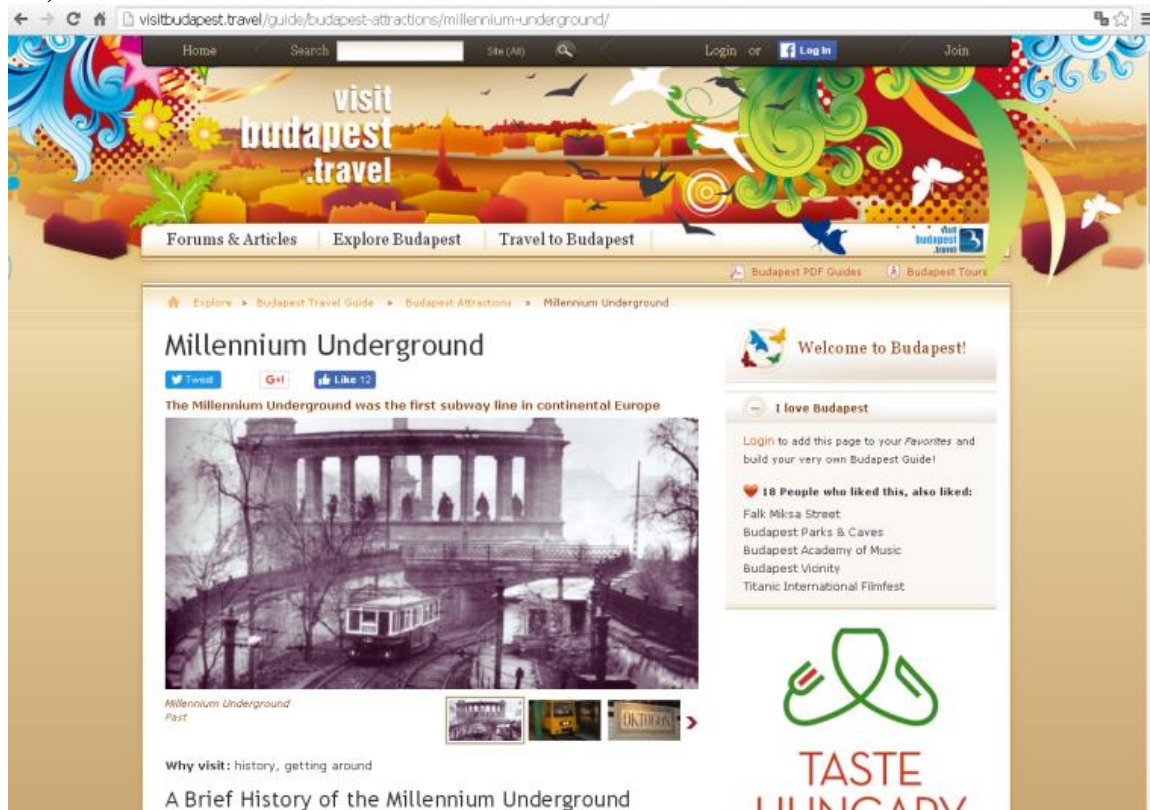 visitbudapest.travel/guide/budapest-attractions/millennium-underground/
Home Search Site (All) Login or Log In Join
visit
budapest
.travel
Forums & Articles Explore Budapest Travel to Budapest
visit
budapest
.travel
Budapest PDF Guides Budapest Tours
Explore » Budapest Travel Guide » Budapest Attractions » Millennium Underground
Millennium Underground
Tweet G+1 Like 12
The Millennium Underground was the first subway line in continental Europe
Millennium Underground
Past
OKTOGON
Why visit: history, getting around
A Brief History of the Millennium Underground
Welcome to Budapest!
I love Budapest
Login to add this page to your Favorites and
build your very own Budapest Guide!
18 People who liked this, also liked:
Falk Miksa Street
Budapest Parks & Caves
Budapest Academy of Music
Budapest Vicinity
Titanic International Filmfest
TASTE
HUNGARY